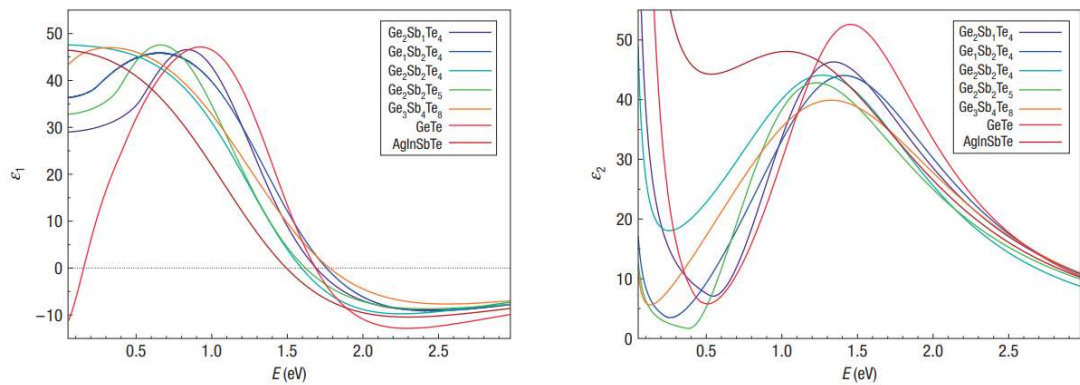 50
40
30
20
10
0
−10
ε₁
0.5
1.0
1.5
2.0
2.5
E (eV)
Ge₂Sb₁Te₄
Ge₁Sb₂Te₄
Ge₂Sb₂Te₄
Ge₂Sb₂Te₅
Ge₃Sb₄Te₈
GeTe
AgInSbTe
50
40
30
20
10
0
ε₂
0.5
1.0
1.5
2.0
2.5
E (eV)
Ge₂Sb₁Te₄
Ge₁Sb₂Te₄
Ge₂Sb₂Te₄
Ge₂Sb₂Te₅
Ge₃Sb₄Te₈
GeTe
AgInSbTe